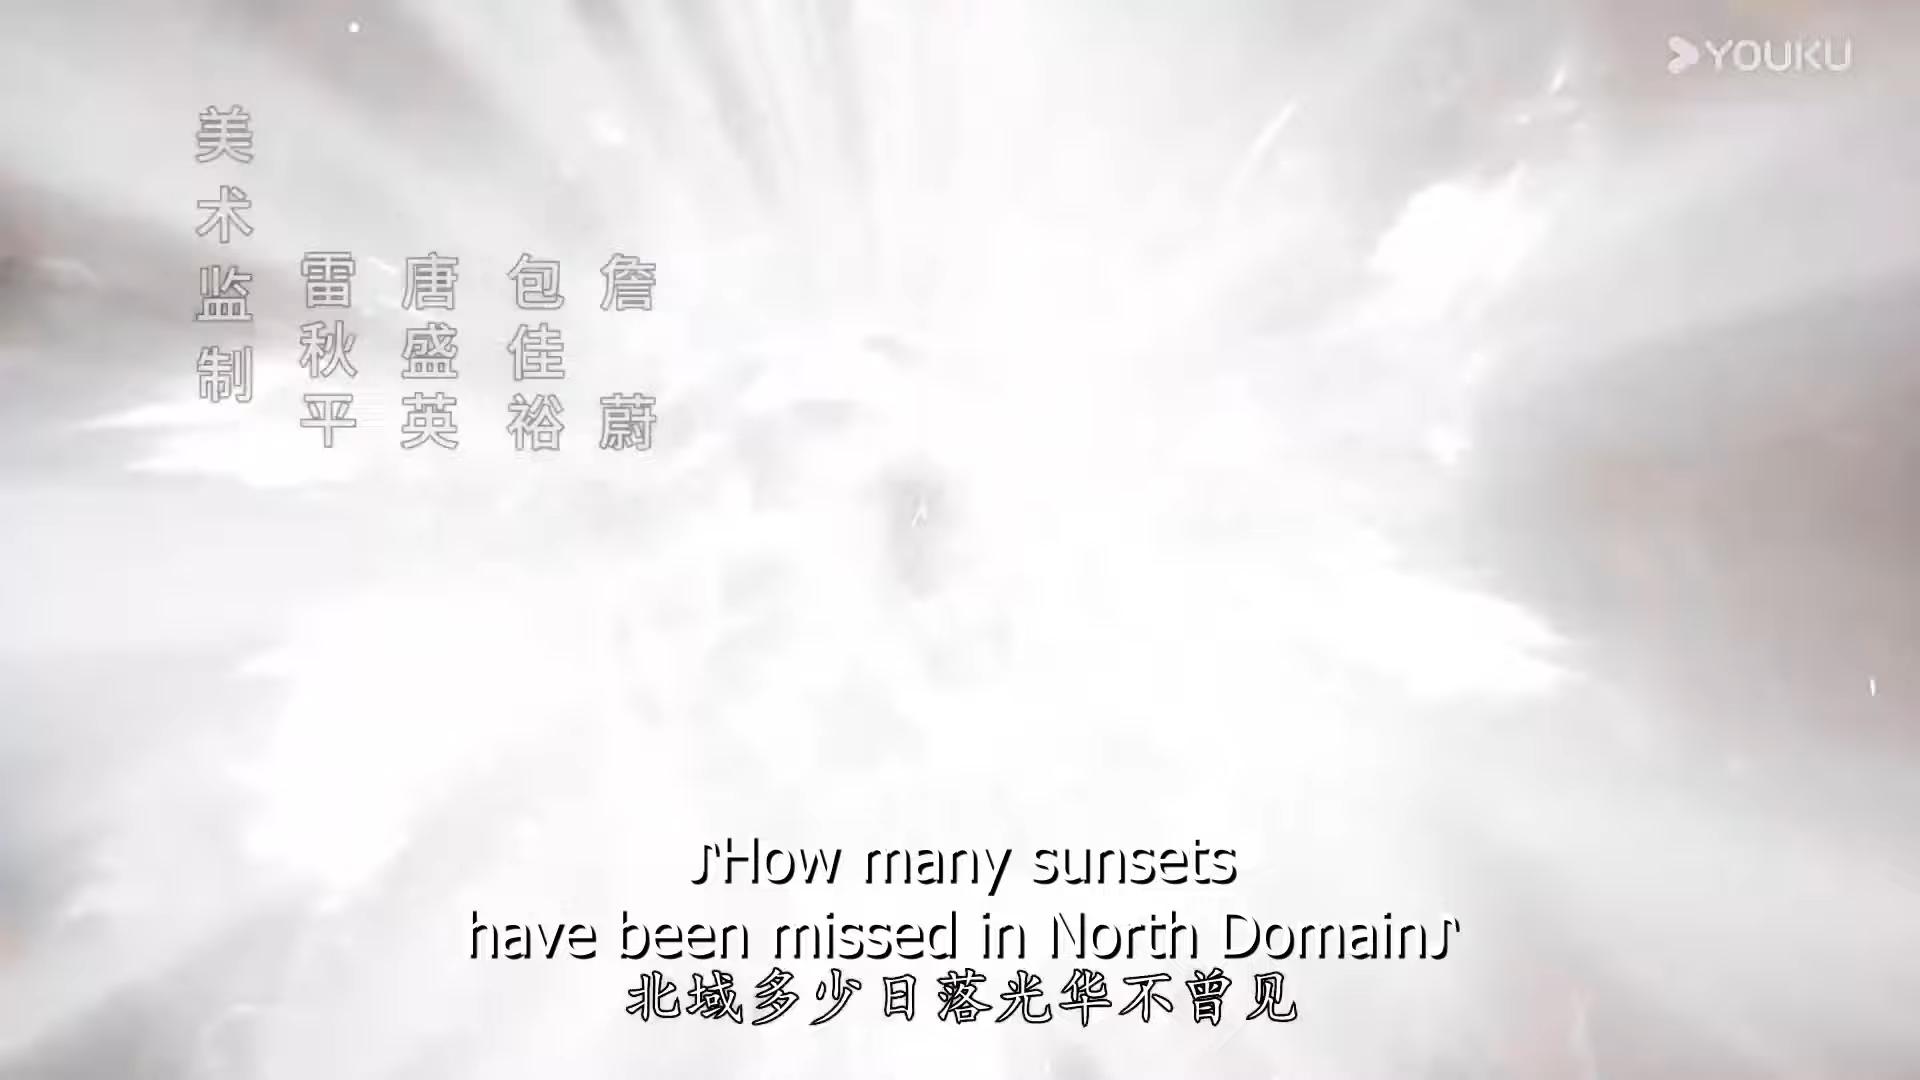 YOUKU
美术监制
雷秋平
唐盛英
包佳裕
詹蔚
♪How many sunsets
have been missed in North Domain♪
北域多少日落光华不曾见